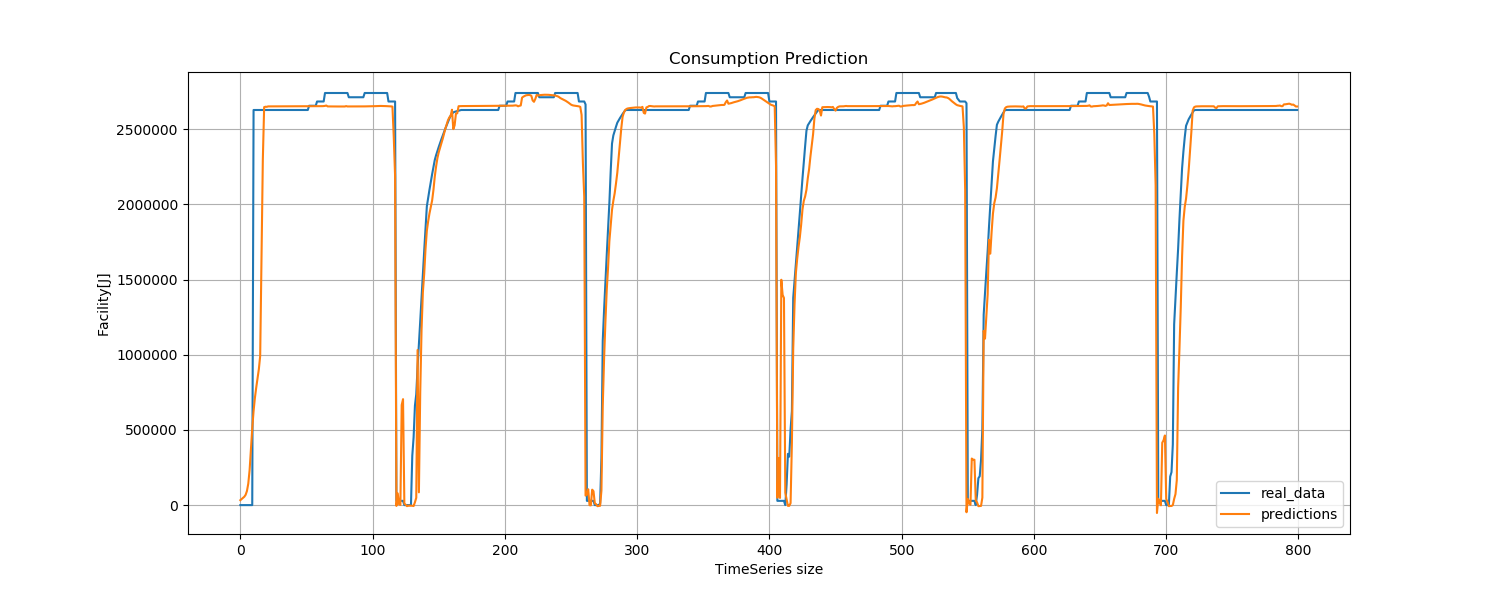 Consumption Prediction
Facility[J]
2500000
2000000
1500000
1000000
500000
0
0 100 200 300 400 500 600 700 800
TimeSeries size
real_data
predictions